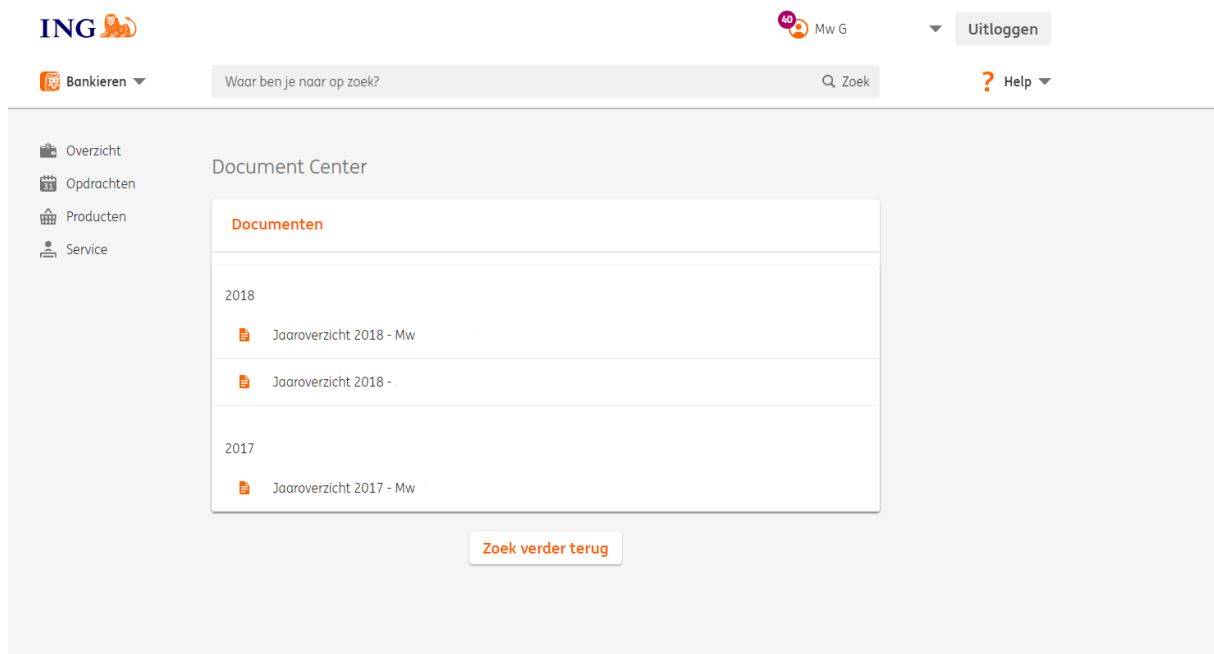 ING
40
Mw G
Uitloggen
Bankieren
Waar ben je naar op zoek?
Zoek
Help
Overzicht
31
Opdrachten
Producten
Service
Document Center
Documenten
2018
Jaaroverzicht 2018 - Mw
Jaaroverzicht 2018 -
2017
Jaaroverzicht 2017 - Mw
Zoek verder terug